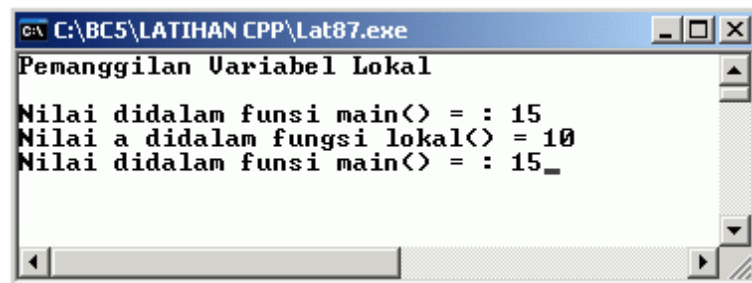 C:\BC5\LATIHAN CPP\Lat87.exe
Pemanggilan Variabel Lokal
Nilai didalam funsi main() = : 15
Nilai a didalam fungsi lokal() = 10
Nilai didalam funsi main() = : 15_